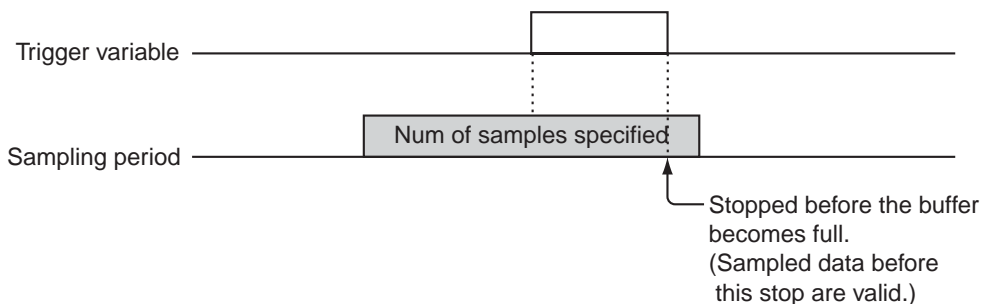 Trigger variable
Num of samples specified
Sampling period
Stopped before the buffer
becomes full.
(Sampled data before
this stop are valid.)